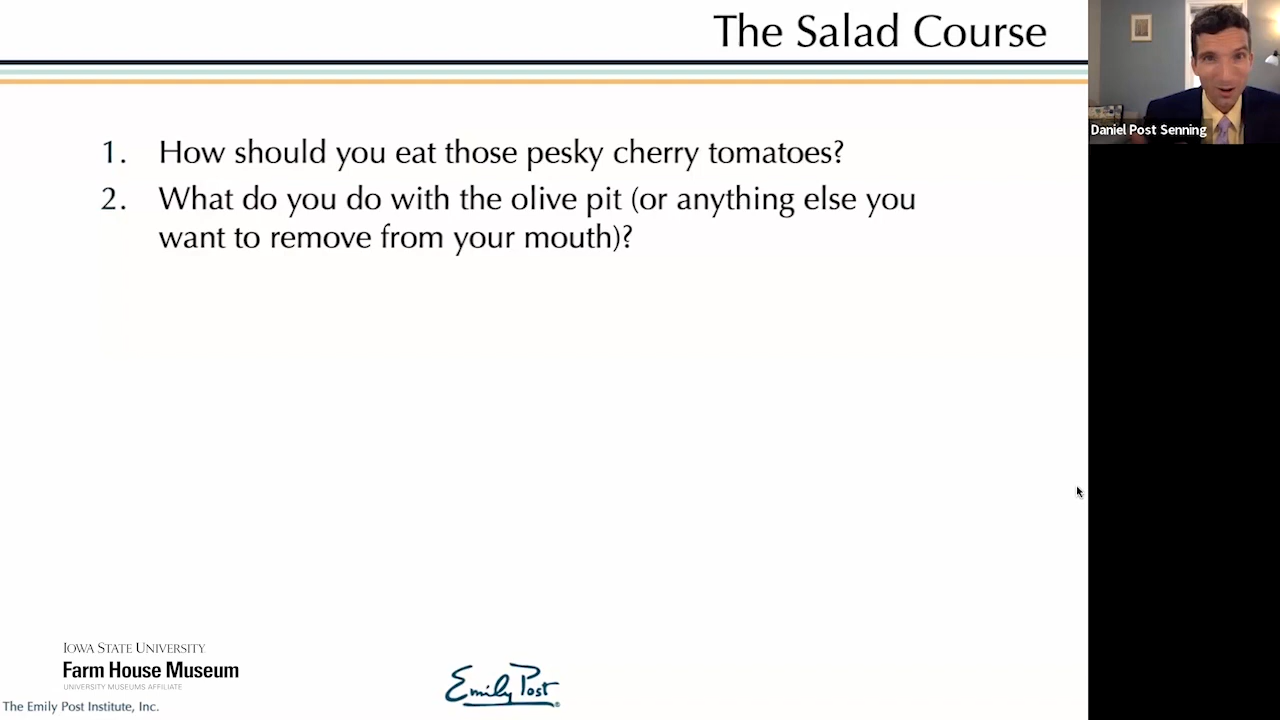 The Salad Course
Daniel Post Senning
1. How should you eat those pesky cherry tomatoes?
2. What do you do with the olive pit (or anything else you
want to remove from your mouth)?
IOWA STATE UNIVERSITY
Farm House Museum
UNIVERSITY MUSEUMS AFFILIATE
Emily Post®
The Emily Post Institute, Inc.